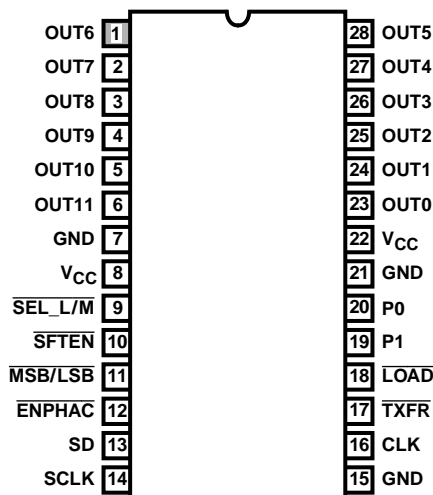 OUT6 1 28 OUT5
OUT7 2 27 OUT4
OUT8 3 26 OUT3
OUT9 4 25 OUT2
OUT10 5 24 OUT1
OUT11 6 23 OUT0
GND 7 22 VCC
VCC 8 21 GND
SEL_L/M 9 20 P0
SFTEN 10 19 P1
MSB/LSB 11 18 LOAD
ENPHAC 12 17 TXFR
SD 13 16 CLK
SCLK 14 15 GND